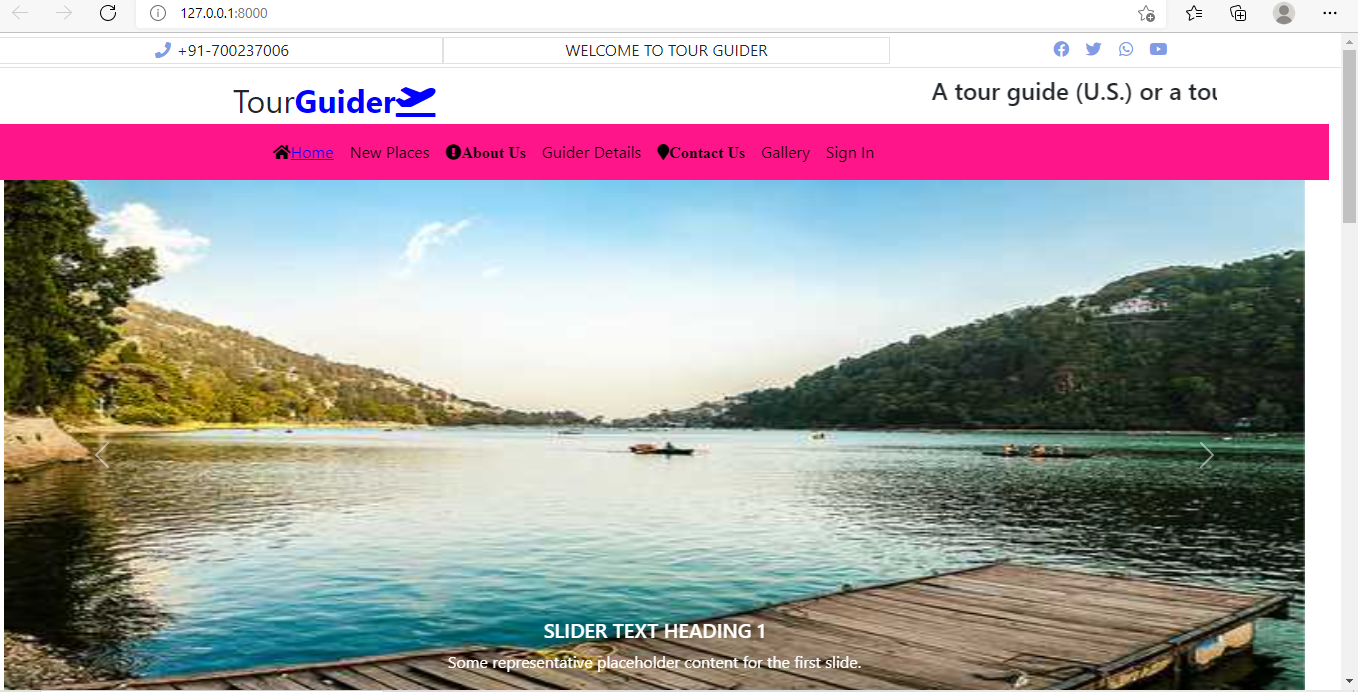 127.0.0.1:8000
+91-700237006
WELCOME TO TOUR GUIDER
TourGuider
A tour guide (U.S.) or a tou
Home New Places About Us Guider Details Contact Us Gallery Sign In
SLIDER TEXT HEADING 1
Some representative placeholder content for the first slide.